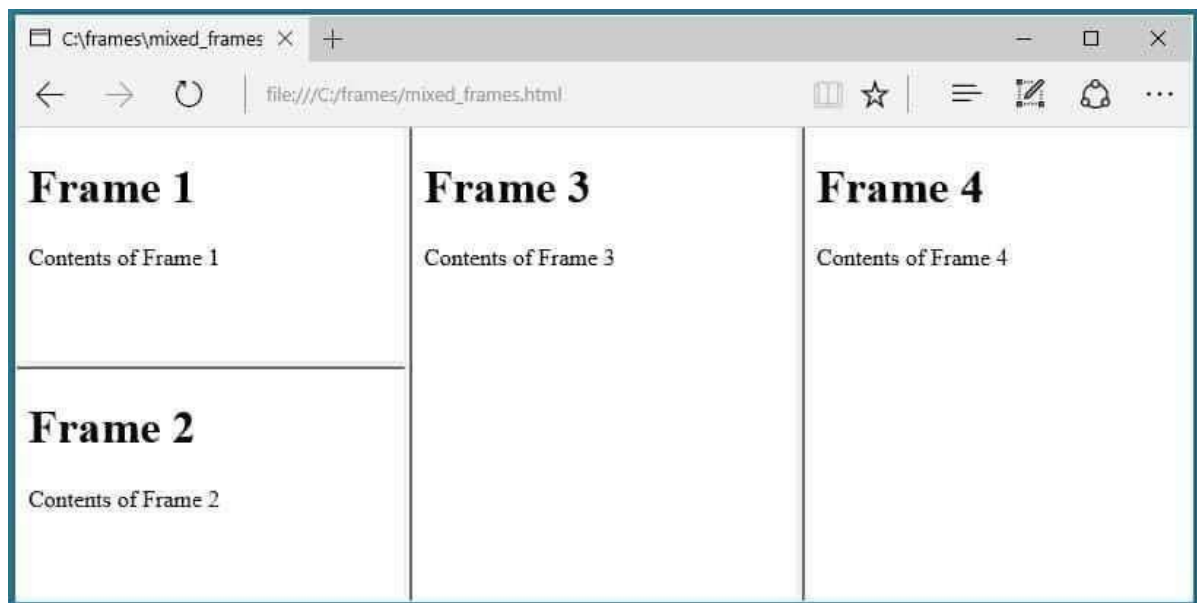 C:\frames\mixed_frames
file:///C:/frames/mixed_frames.html
Frame 1
Contents of Frame 1
Frame 2
Contents of Frame 2
Frame 3
Contents of Frame 3
Frame 4
Contents of Frame 4